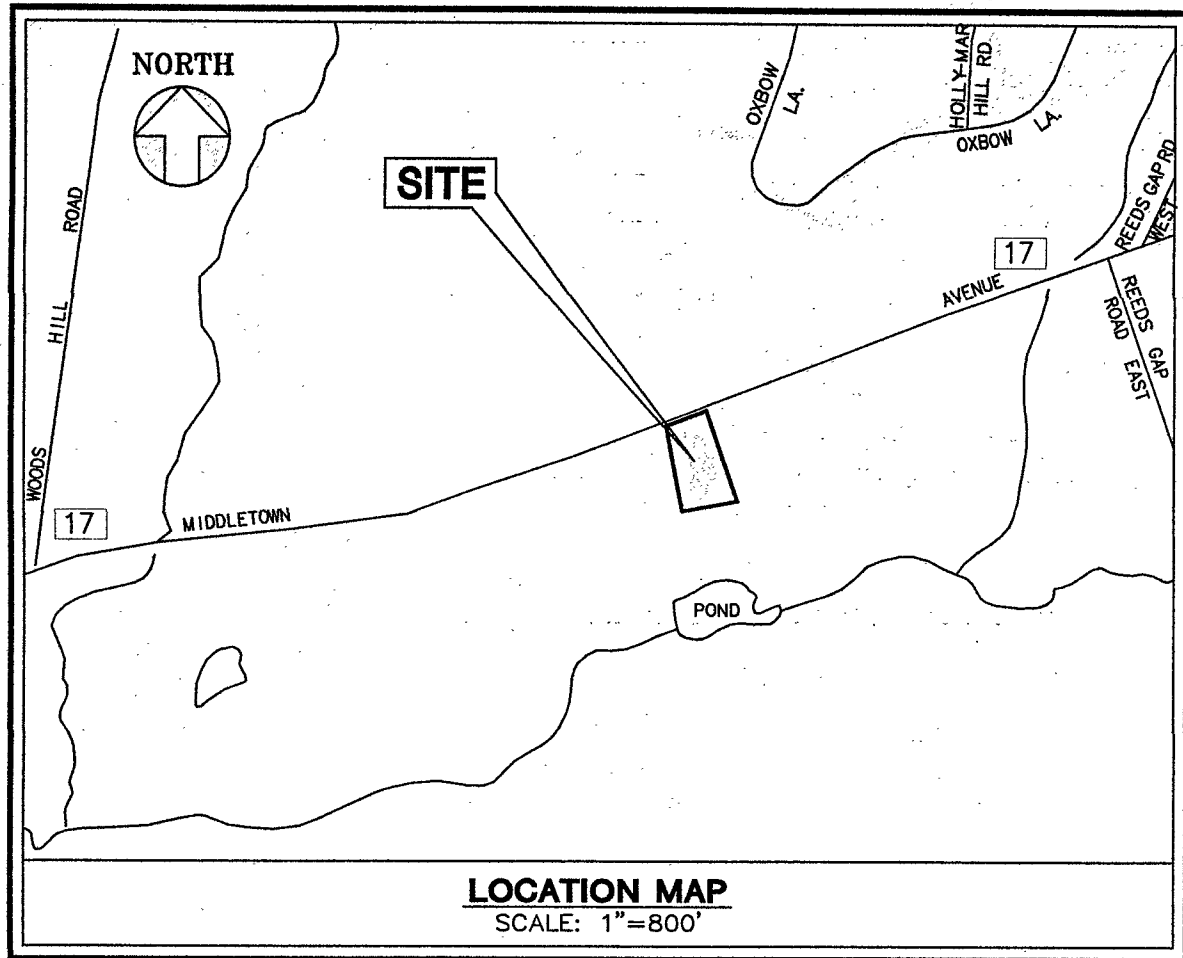 NORTH
SITE
OXBOW
LA.
HOLLY-MAR
HILL RD
OXBOW LA.
REEDS GAP RD
WEST
17
AVENUE
REEDS GAP
ROAD EAST
WOODS HILL ROAD
17
MIDDLETOWN
POND
LOCATION MAP
SCALE: 1"=800'